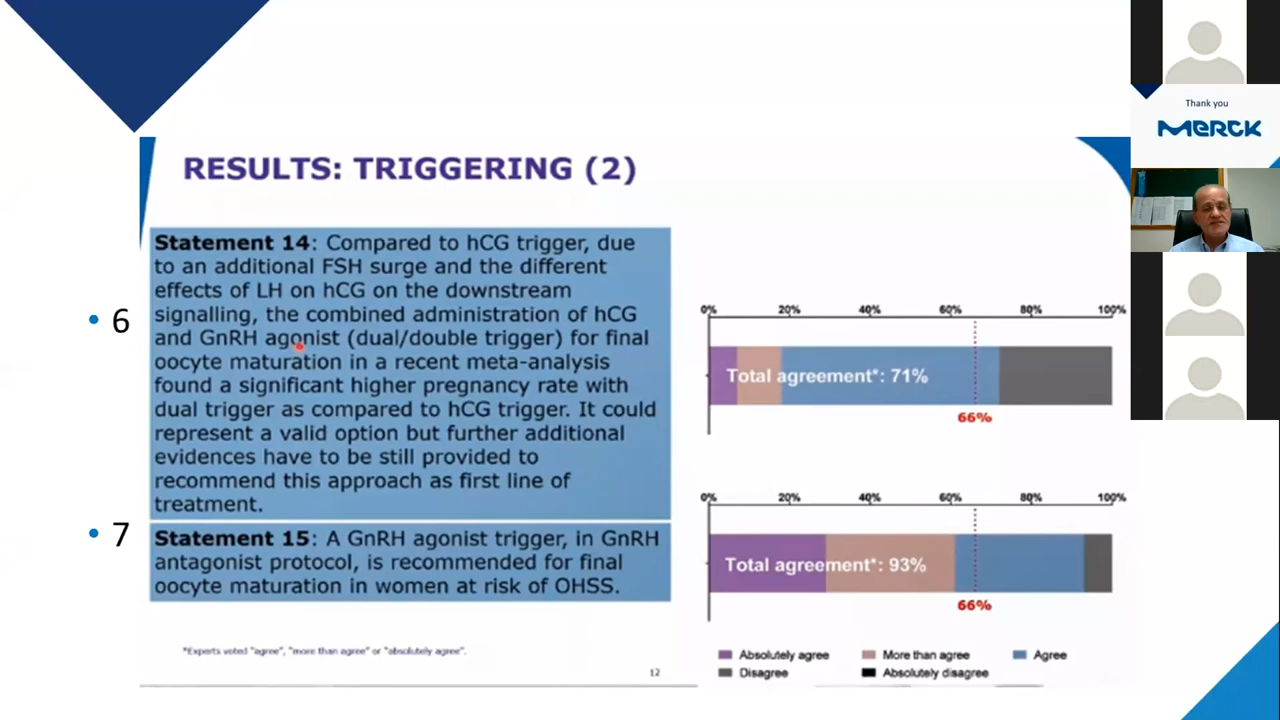 RESULTS: TRIGGERING (2)
• 6
Statement 14: Compared to hCG trigger, due
to an additional FSH surge and the different
effects of LH on hCG on the downstream
signalling, the combined administration of hCG
and GnRH agonist (dual/double trigger) for final
oocyte maturation in a recent meta-analysis
found a significant higher pregnancy rate with
dual trigger as compared to hCG trigger. It could
represent a valid option but further additional
evidences have to be still provided to
recommend this approach as first line of
treatment.
• 7
Statement 15: A GnRH agonist trigger, in GnRH
antagonist protocol, is recommended for final
oocyte maturation in women at risk of OHSS.
*Experts voted "agree", "more than agree" or "absolutely agree".
12
0% 20% 40% 60% 80% 100%
Total agreement*: 71%
66%
0% 20% 40% 60% 80% 100%
Total agreement*: 93%
66%
Absolutely agree More than agree Agree
Disagree Absolutely disagree
Thank you
MERCK